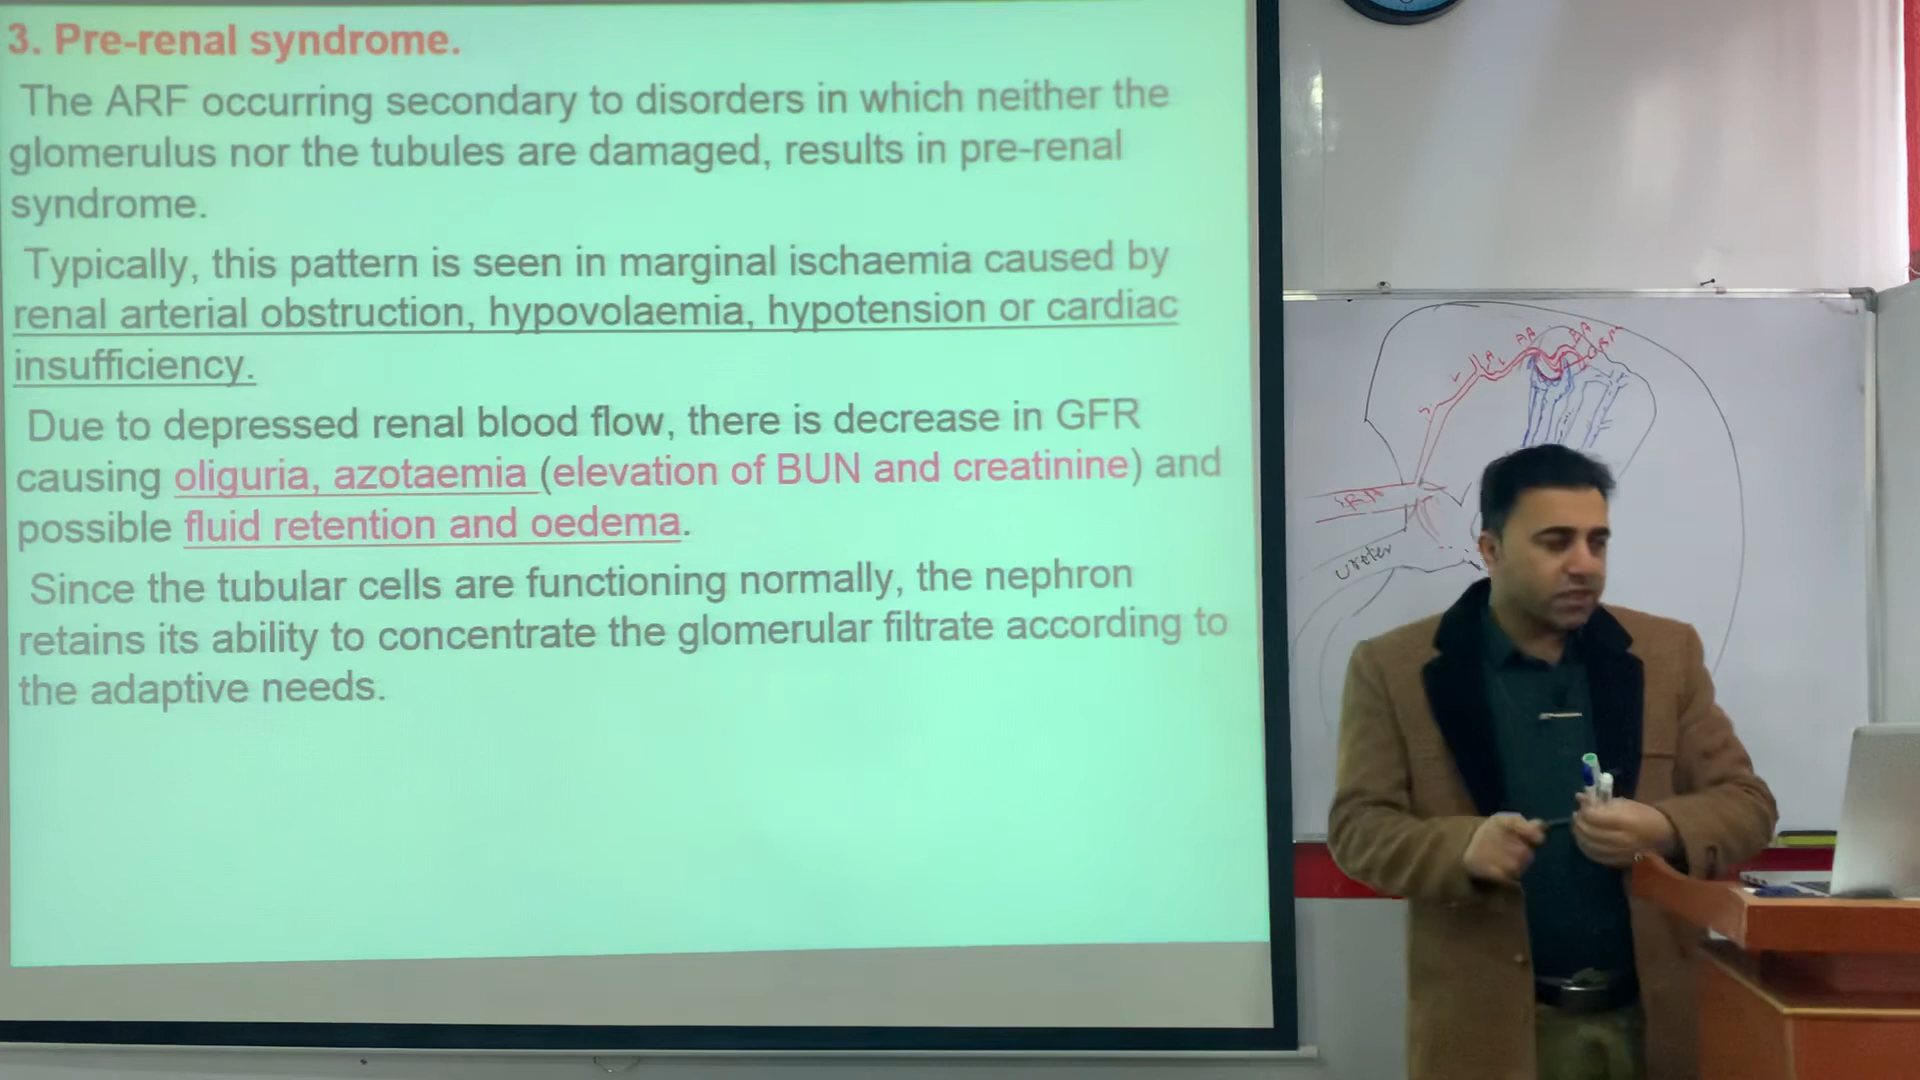 3. Pre-renal syndrome.
The ARF occurring secondary to disorders in which neither the
glomerulus nor the tubules are damaged, results in pre-renal
syndrome.
Typically, this pattern is seen in marginal ischaemia caused by
renal arterial obstruction, hypovolaemia, hypotension or cardiac
insufficiency.
Due to depressed renal blood flow, there is decrease in GFR
causing oliguria, azotaemia (elevation of BUN and creatinine) and
possible fluid retention and oedema.
Since the tubular cells are functioning normally, the nephron
retains its ability to concentrate the glomerular filtrate according to
the adaptive needs.
ureter